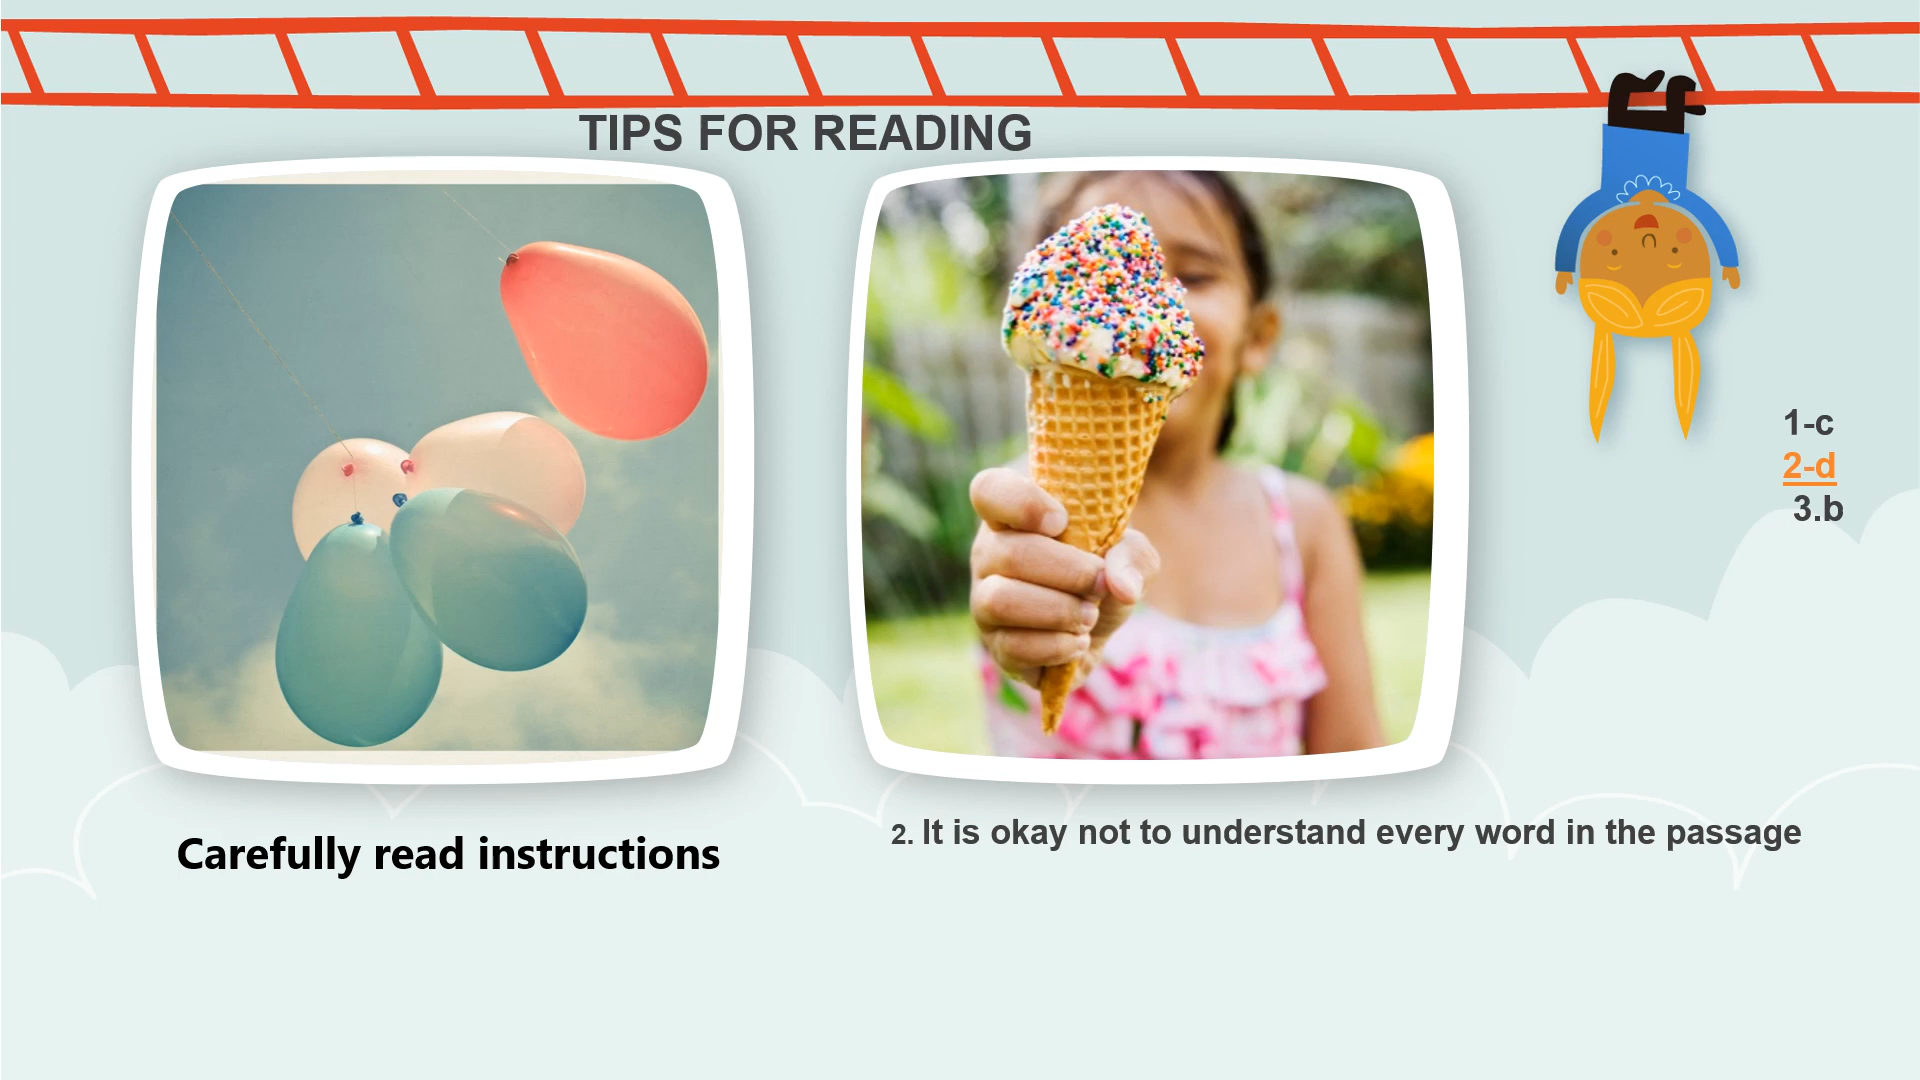 TIPS FOR READING
1-c
2-d
3.b
Carefully read instructions
2. It is okay not to understand every word in the passage